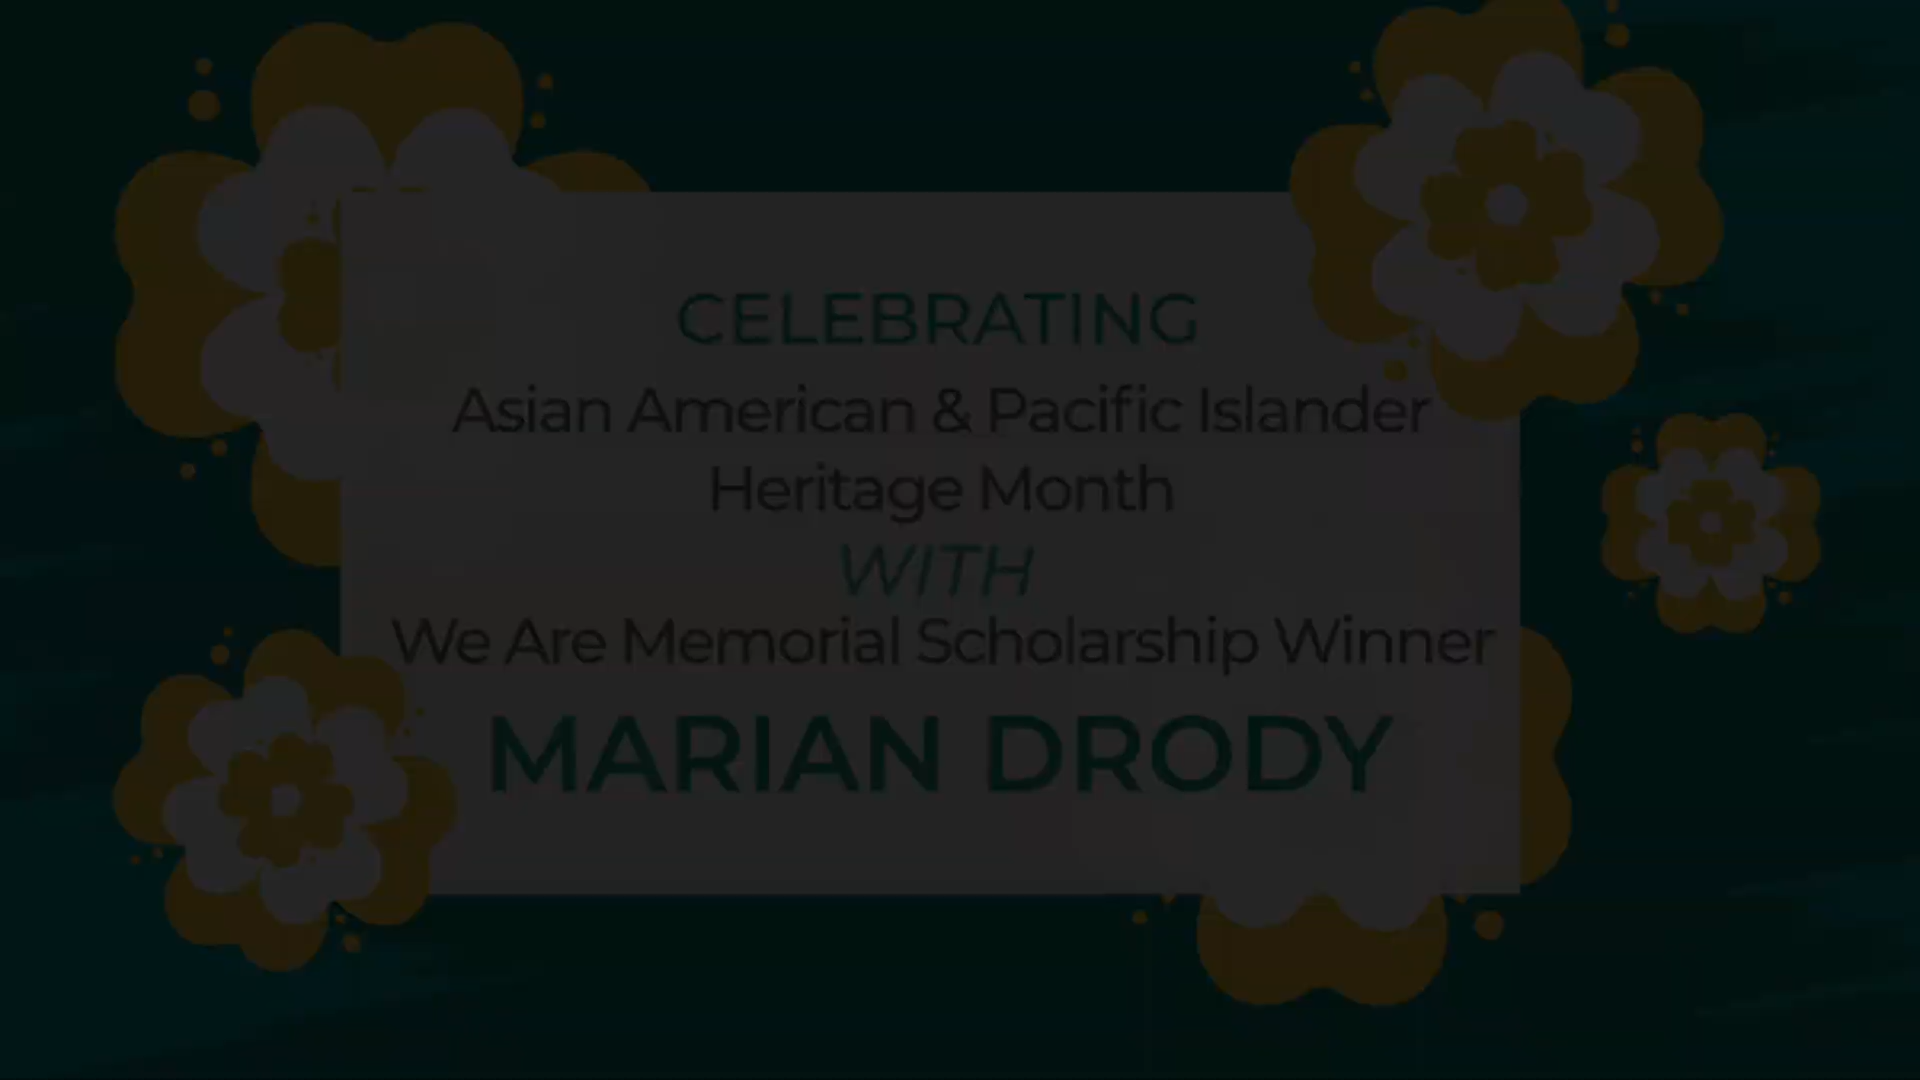 CELEBRATING
Asian American & Pacific Islander
Heritage Month
WITH
We Are Memorial Scholarship Winner
MARIAN DRODY